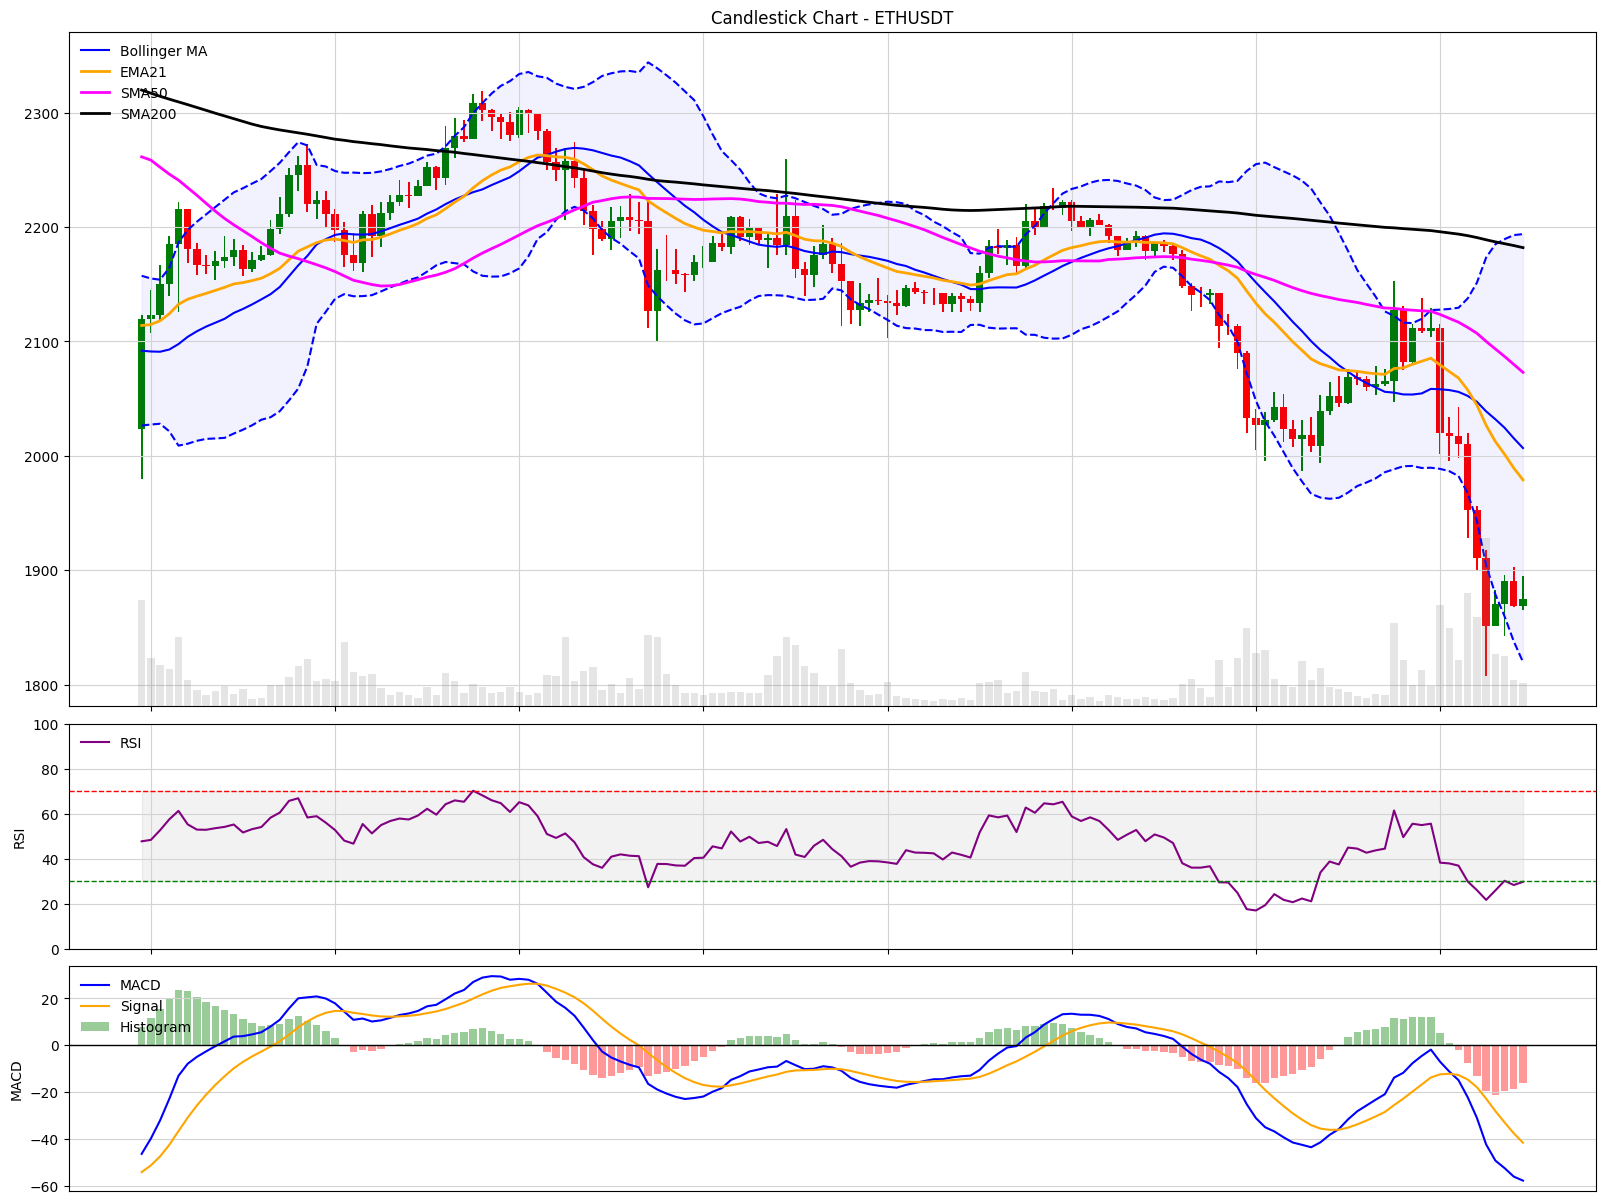 Candlestick Chart - ETHUSDT
Bollinger MA
EMA21
SMA50
SMA200
2300
2200
2100
2000
1900
1800
RSI
100
80
60
40
20
0
RSI
MACD
Signal
Histogram
20
0
−20
−40
−60
MACD